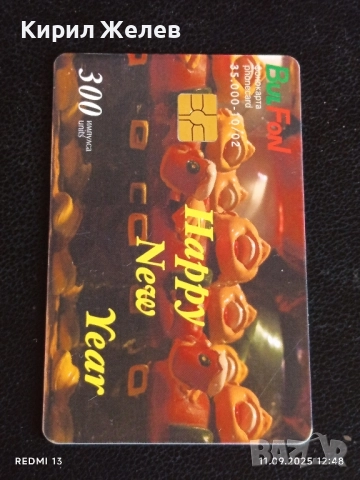 Кирил Желев
BulFon
фонокарта
phonecard
35.000-10/02
300
импулса
units
Happy
New
Year
REDMI 13
11.09.2025 12:48
BAZAR